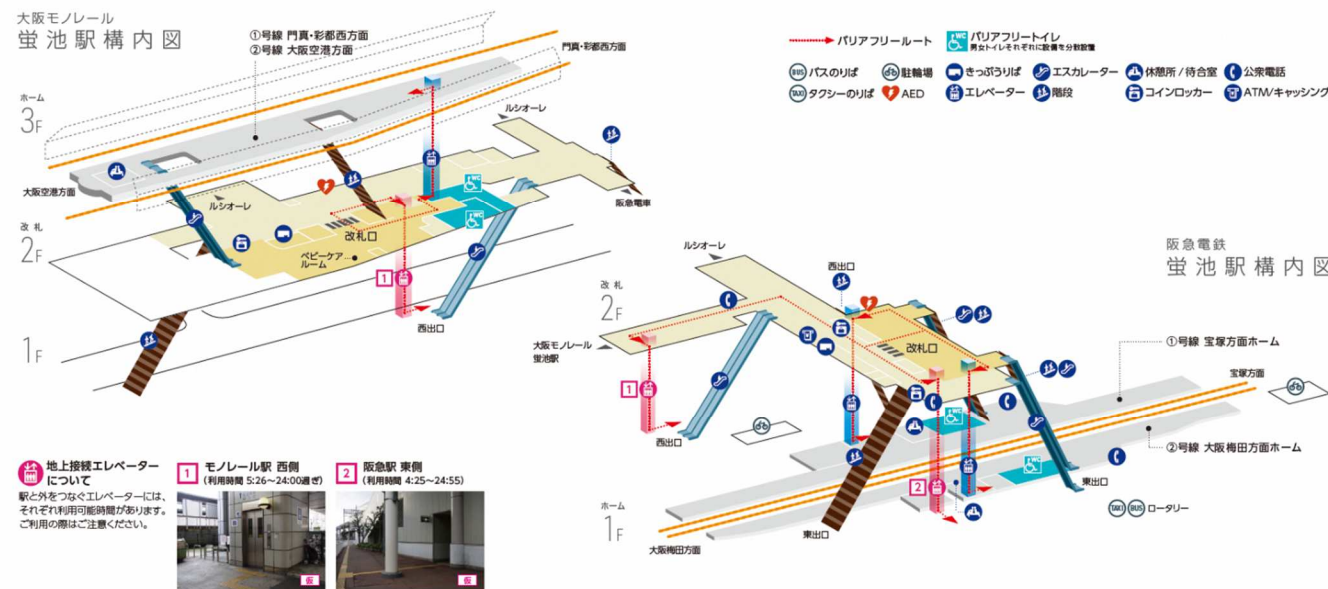 大阪モノレール
蛍池駅構内図
①号線 門真・彩都西方面
②号線 大阪空港方面
門真・彩都西方面
ホーム
3F
ルシオーレ
大阪空港方面
ルシオーレ
阪急電車
改札
2F
改札口
ベビーケア
ルーム
1
西出口
1F
バリアフリールート
WC
バリアフリートイレ
男女トイレそれぞれに設備を分散設置
BUS バスのりば
駐輪場
きっぷうりば
エスカレーター
休憩所/待合室
公衆電話
TAXI タクシーのりば
AED
エレベーター
階段
コインロッカー
ATM/キャッシング
WC
WC
阪急電鉄
蛍池駅構内図
ルシオーレ
西出口
改札
2F
大阪モノレール
蛍池駅
改札口
①号線 宝塚方面ホーム
宝塚方面
1
西出口
WC
②号線 大阪梅田方面ホーム
WC
2
東出口
TAXI BUS ロータリー
ホーム
1F
大阪梅田方面
東出口
地上接続エレベーター
について
駅と外をつなぐエレベーターには、
それぞれ利用可能時間があります。
ご利用の際はご注意ください。
1 モノレール駅 西側
(利用時間 5:26〜24:00過ぎ)
仮
2 阪急駅 東側
(利用時間 4:25〜24:55)
仮